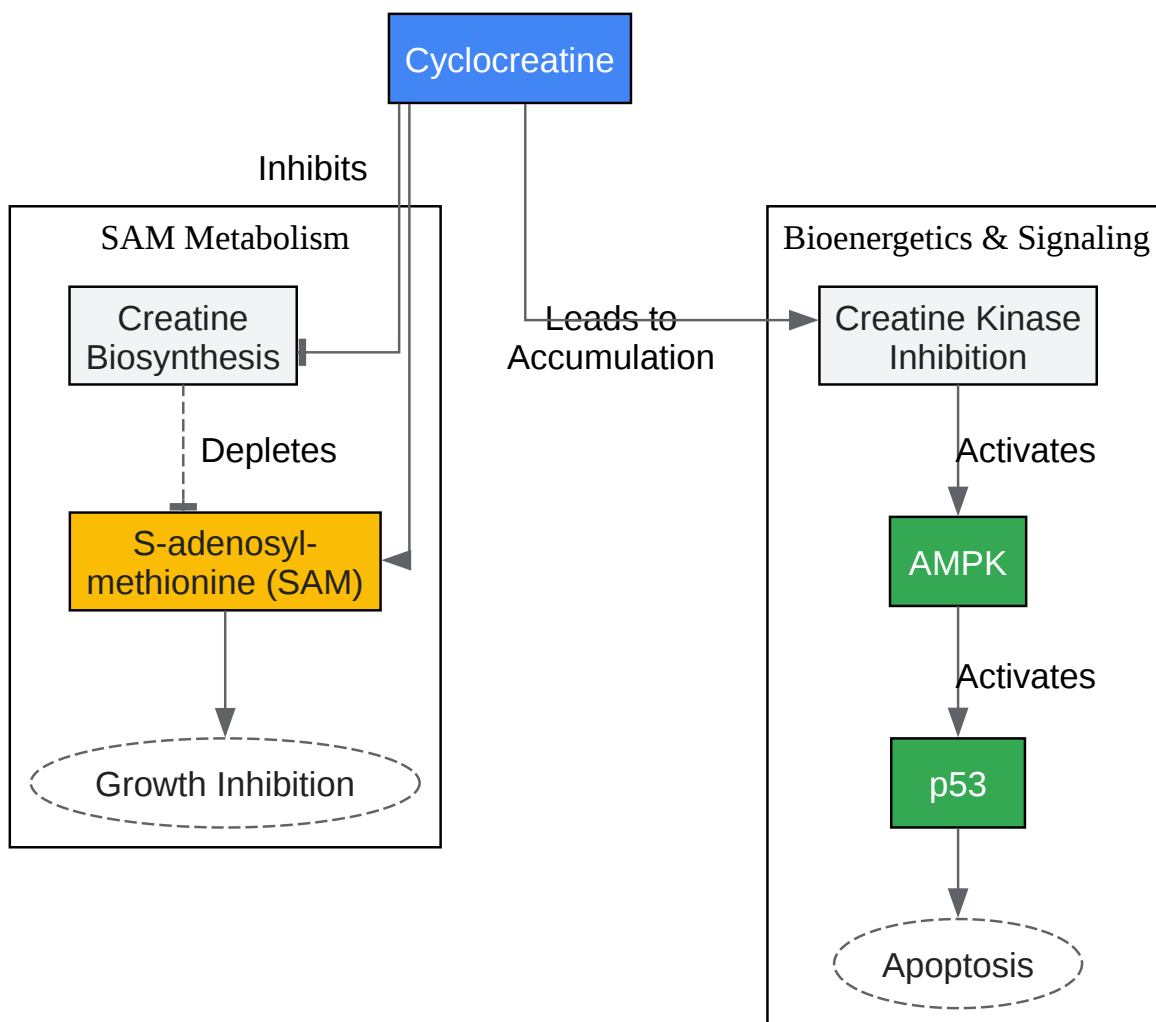 Cyclocreatine
Inhibits
SAM Metabolism
Bioenergetics & Signaling
Creatine
Biosynthesis
Leads to
Accumulation
Creatine Kinase
Inhibition
Depletes
Activates
S-adenosyl-
methionine (SAM)
AMPK
Activates
Growth Inhibition
p53
Apoptosis